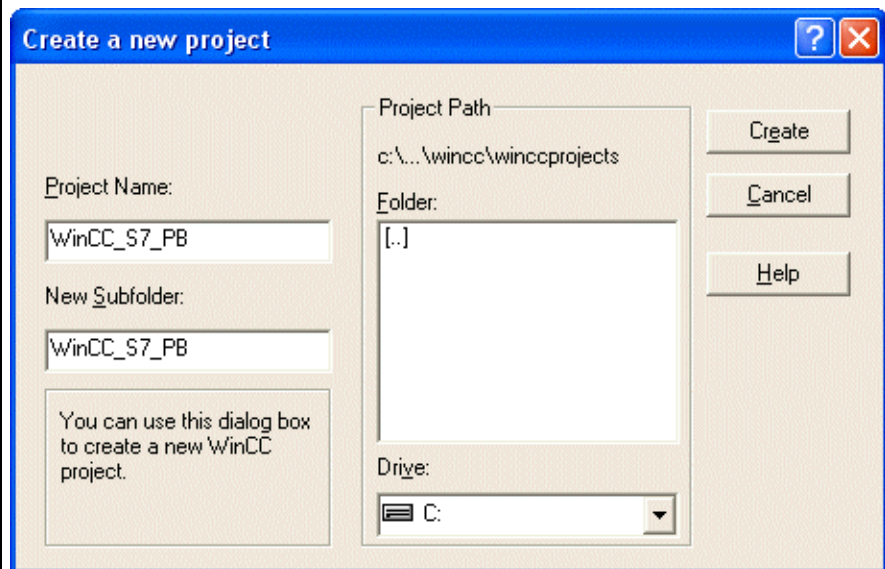 Create a new project
Project Name:
WinCC_S7_PB
New Subfolder:
WinCC_S7_PB
You can use this dialog box
to create a new WinCC
project.
Project Path
c:\...\wincc\winccprojects
Folder:
[..]
Drive:
C:
Create
Cancel
Help